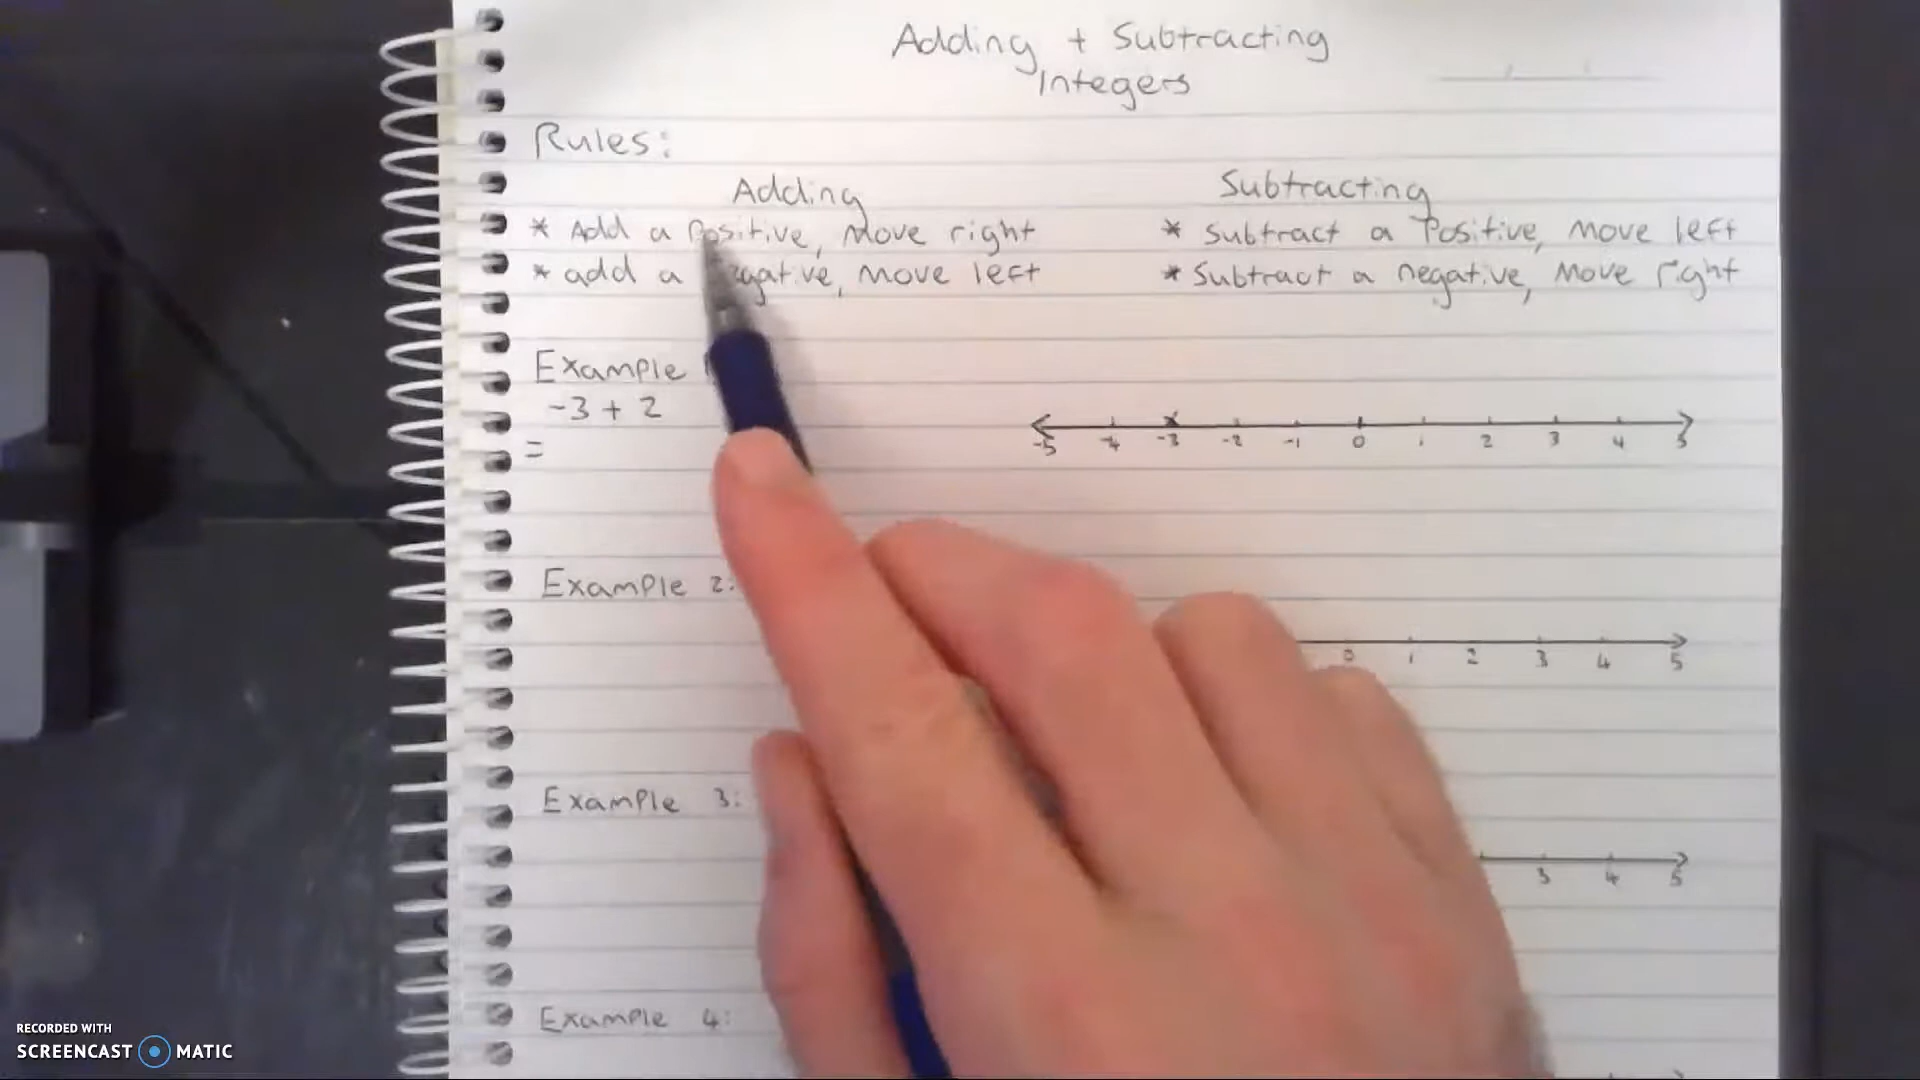 Adding + Subtracting
Integers
Rules:
Adding
* Add a Positive, Move right
* add a negative, move left
Subtracting
* Subtract a Positive, move left
* Subtract a negative, Move right
Example
-3 + 2
=
-5 -4 -3 -2 -1 0 1 2 3 4 5
Example 2:
0 1 2 3 4 5
Example 3:
3 4 5
Example 4:
RECORDED WITH
SCREENCAST MATIC